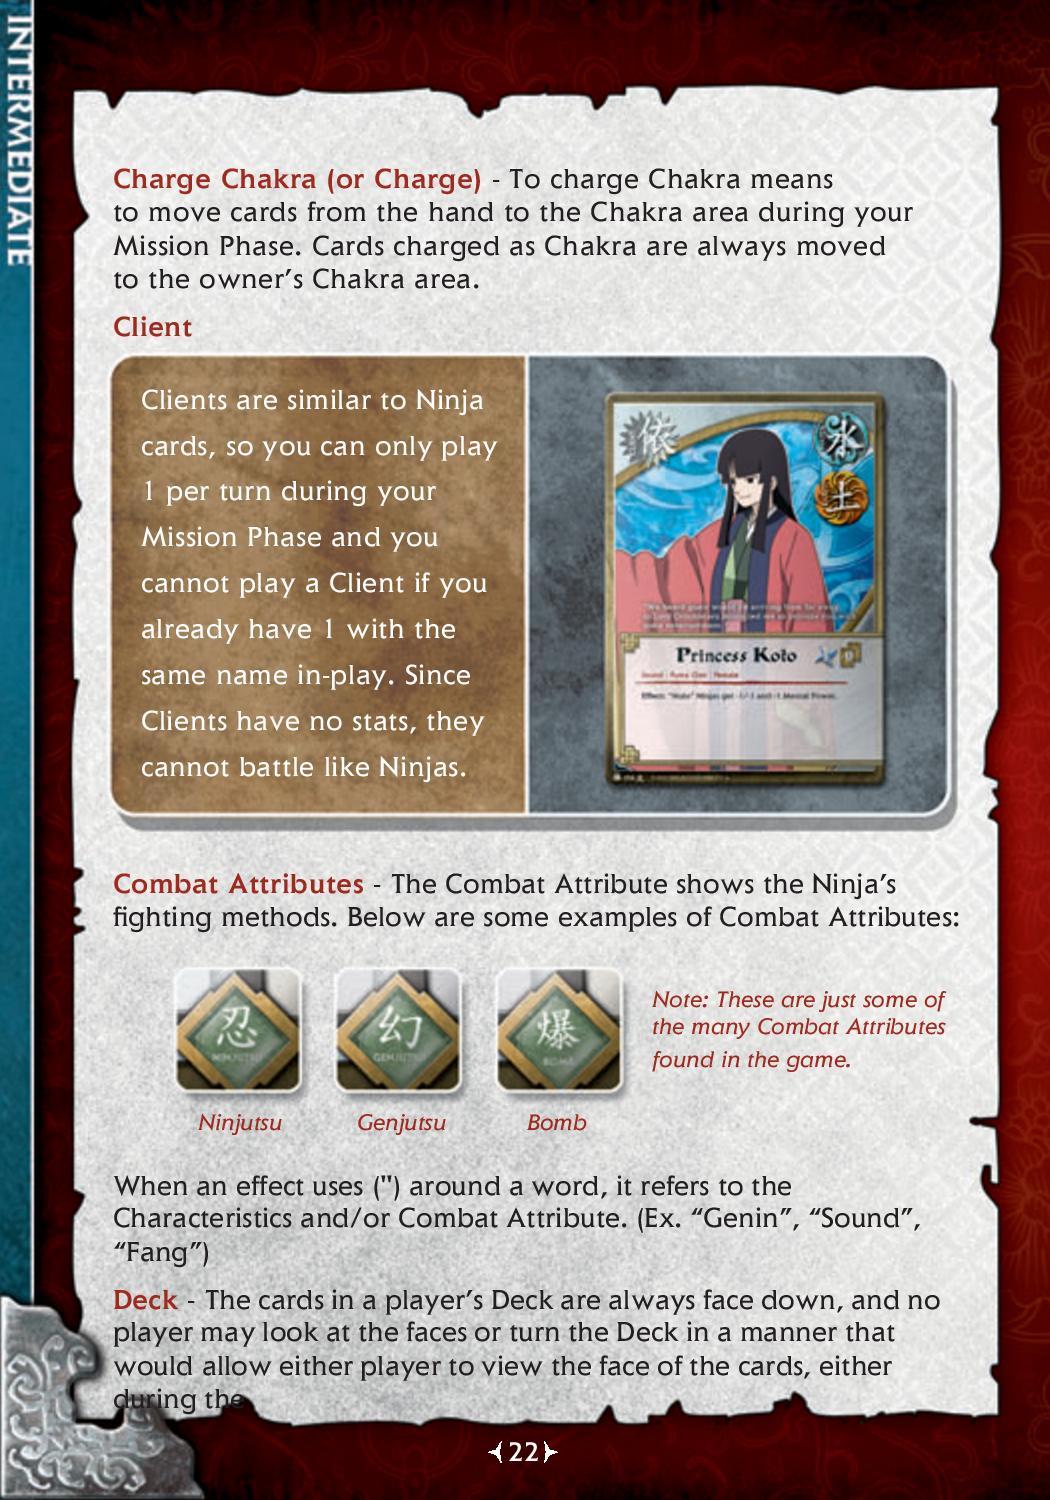 INTERMEDIATE
Charge Chakra (or Charge) - To charge Chakra means
to move cards from the hand to the Chakra area during your
Mission Phase. Cards charged as Chakra are always moved
to the owner's Chakra area.
Client
Clients are similar to Ninja
cards, so you can only play
1 per turn during your
Mission Phase and you
cannot play a Client if you
already have 1 with the
same name in-play. Since
Clients have no stats, they
cannot battle like Ninjas.
依
水
土
Princess Koto
Combat Attributes - The Combat Attribute shows the Ninja's
fighting methods. Below are some examples of Combat Attributes:
忍 幻 爆
NINJUTSU GENJUTSU BOMB
Note: These are just some of
the many Combat Attributes
found in the game.
Ninjutsu Genjutsu Bomb
When an effect uses (") around a word, it refers to the
Characteristics and/or Combat Attribute. (Ex. “Genin”, “Sound”,
“Fang”)
Deck - The cards in a player's Deck are always face down, and no
player may look at the faces or turn the Deck in a manner that
would allow either player to view the face of the cards, either
during the
22